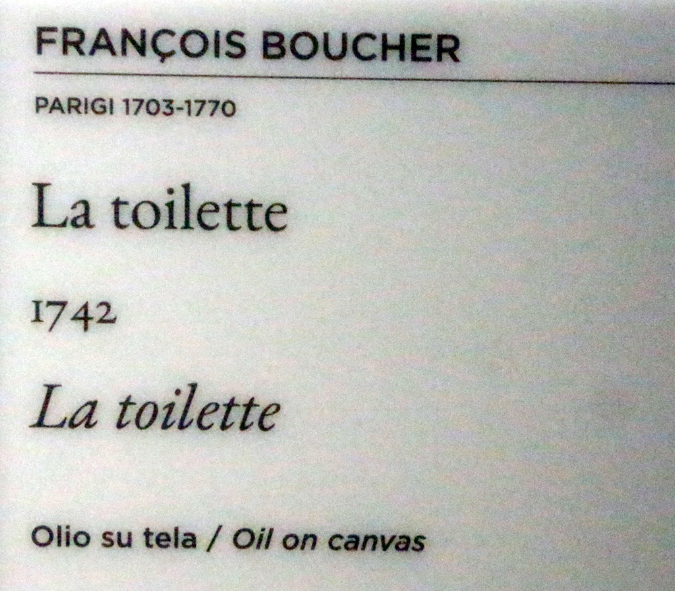 FRANÇOIS BOUCHER
PARIGI 1703-1770
La toilette
1742
La toilette
Olio su tela / Oil on canvas